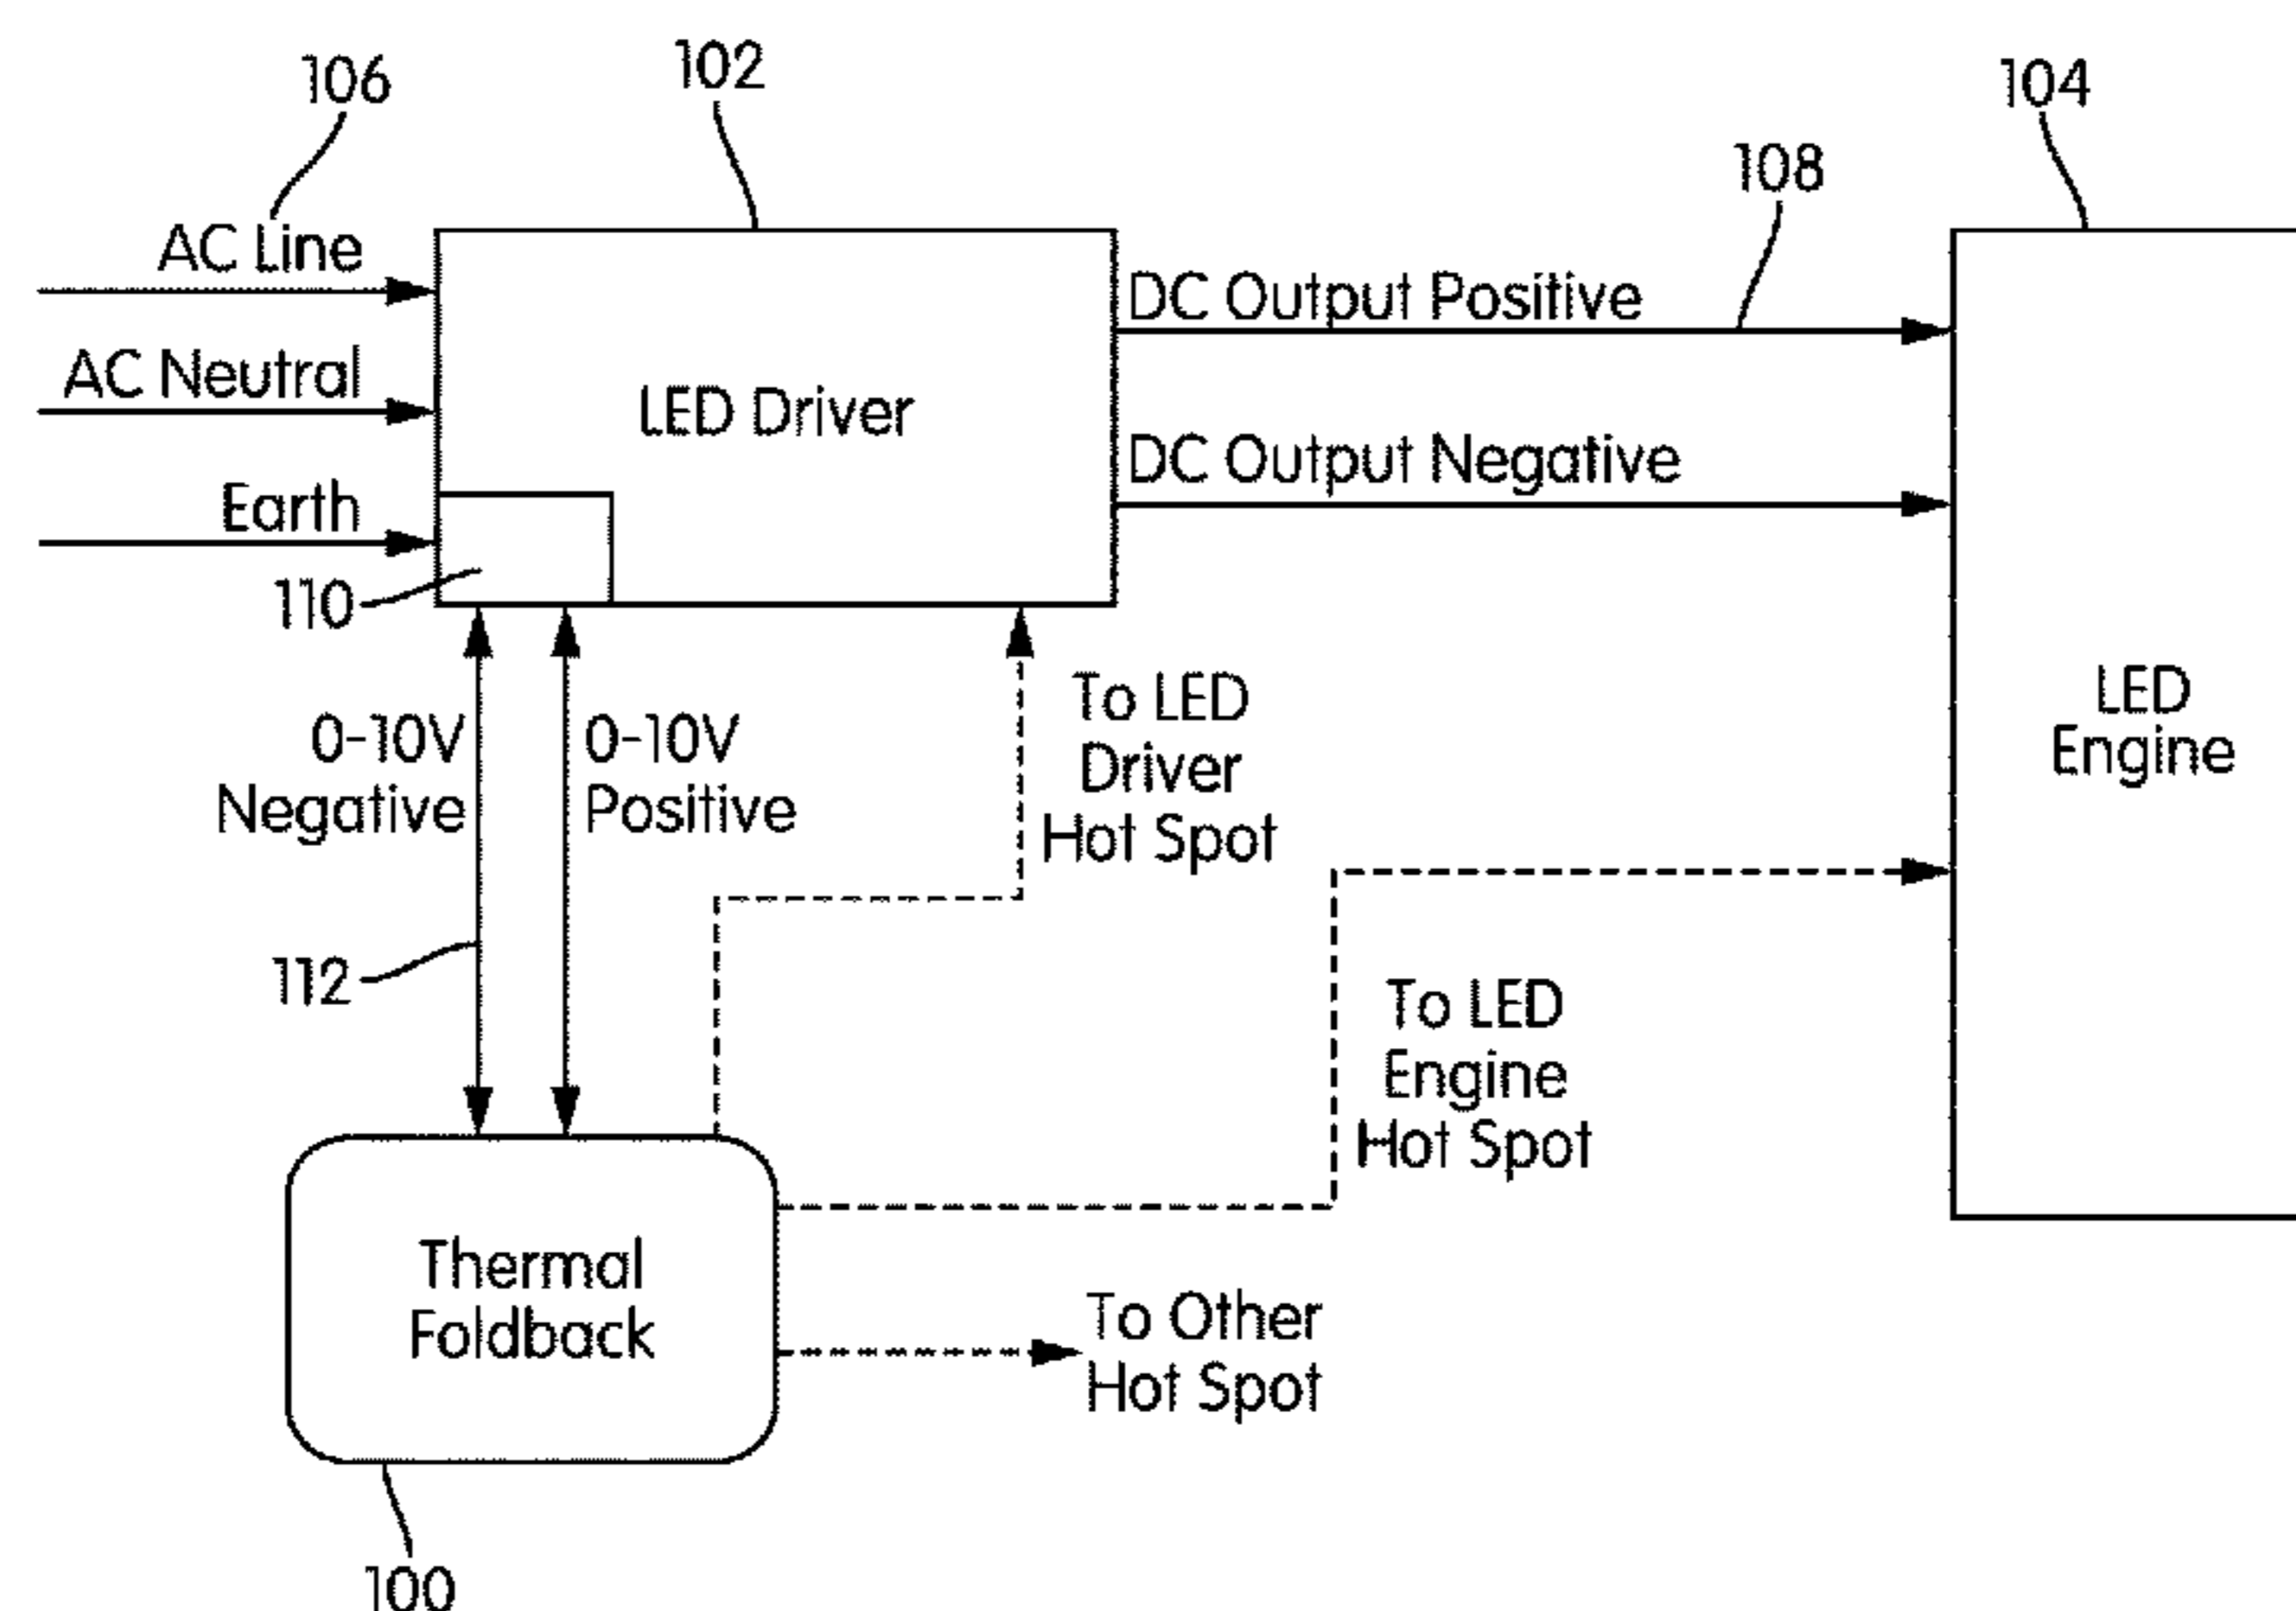 106
102
104
108
AC Line
DC Output Positive
AC Neutral
LED Driver
DC Output Negative
Earth
110
0-10V
Negative
0-10V
Positive
To LED
Driver
Hot Spot
LED
Engine
112
To LED
Engine
Hot Spot
Thermal
Foldback
To Other
Hot Spot
100